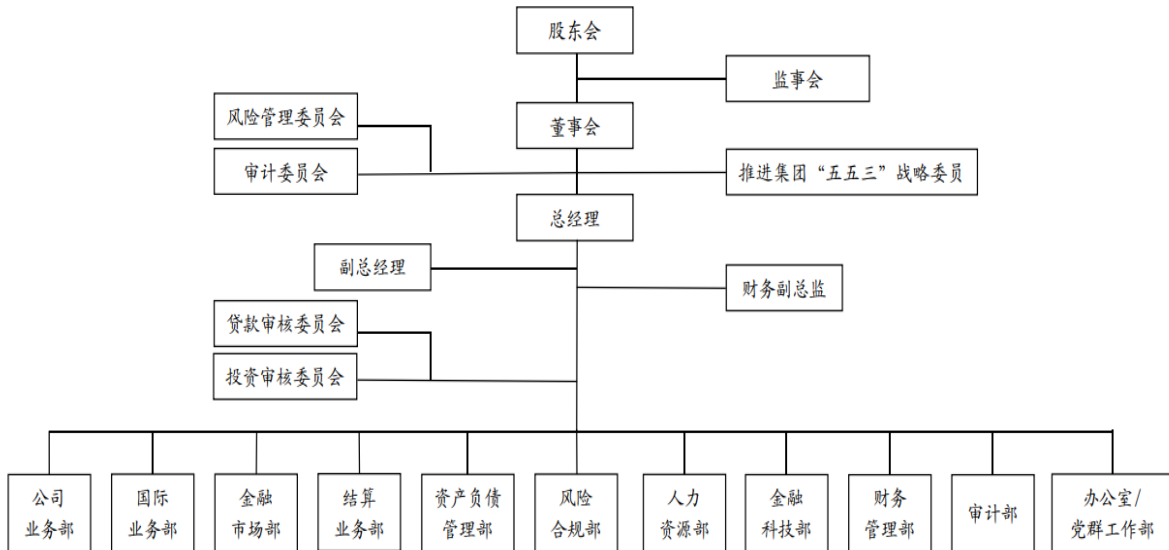 股东会
监事会
风险管理委员会
董事会
审计委员会
推进集团“五五三”战略委员
总经理
副总经理
财务副总监
贷款审核委员会
投资审核委员会
公司
业务部
国际
业务部
金融
市场部
结算
业务部
资产负债
管理部
风险
合规部
人力
资源部
金融
科技部
财务
管理部
审计部
办公室/
党群工作部